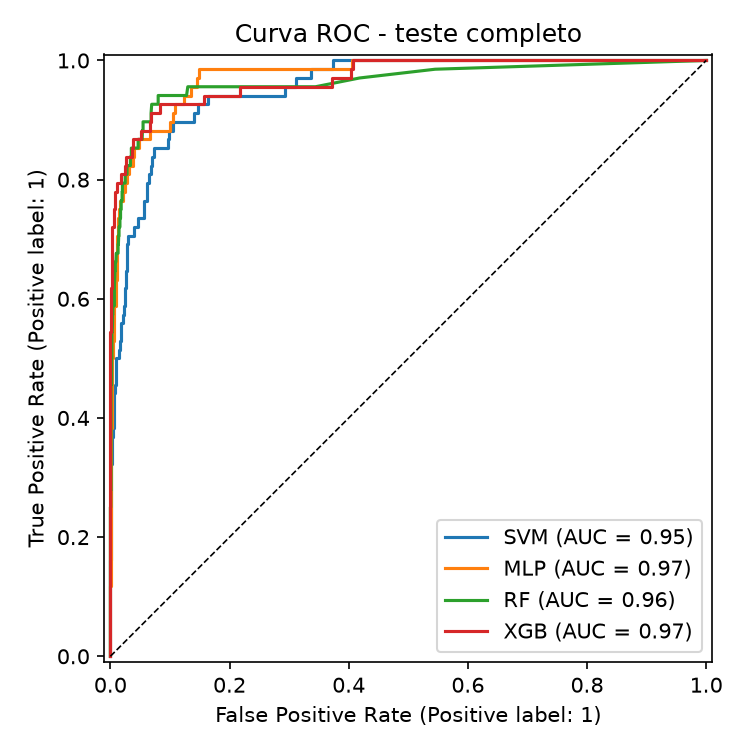 Curva ROC - teste completo
True Positive Rate (Positive label: 1)
1.0
0.8
0.6
0.4
0.2
0.0
SVM (AUC = 0.95)
MLP (AUC = 0.97)
RF (AUC = 0.96)
XGB (AUC = 0.97)
0.0 0.2 0.4 0.6 0.8 1.0
False Positive Rate (Positive label: 1)